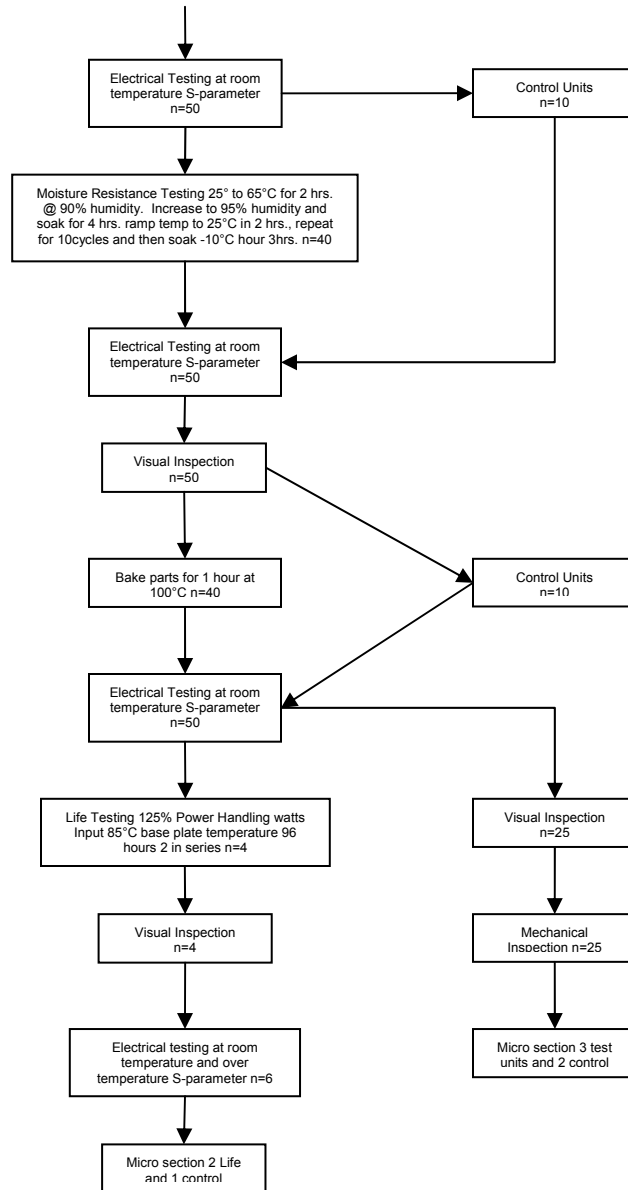 Electrical Testing at room
temperature S-parameter
n=50
Control Units
n=10
Moisture Resistance Testing 25° to 65°C for 2 hrs.
@ 90% humidity.  Increase to 95% humidity and
soak for 4 hrs. ramp temp to 25°C in 2 hrs., repeat
for 10cycles and then soak -10°C hour 3hrs. n=40
Electrical Testing at room
temperature S-parameter
n=50
Visual Inspection
n=50
Bake parts for 1 hour at
100°C n=40
Control Units
n=10
Electrical Testing at room
temperature S-parameter
n=50
Life Testing 125% Power Handling watts
Input 85°C base plate temperature 96
hours 2 in series n=4
Visual Inspection
n=25
Visual Inspection
n=4
Mechanical
Inspection n=25
Electrical testing at room
temperature and over
temperature S-parameter n=6
Micro section 3 test
units and 2 control
Micro section 2 Life
and 1 control